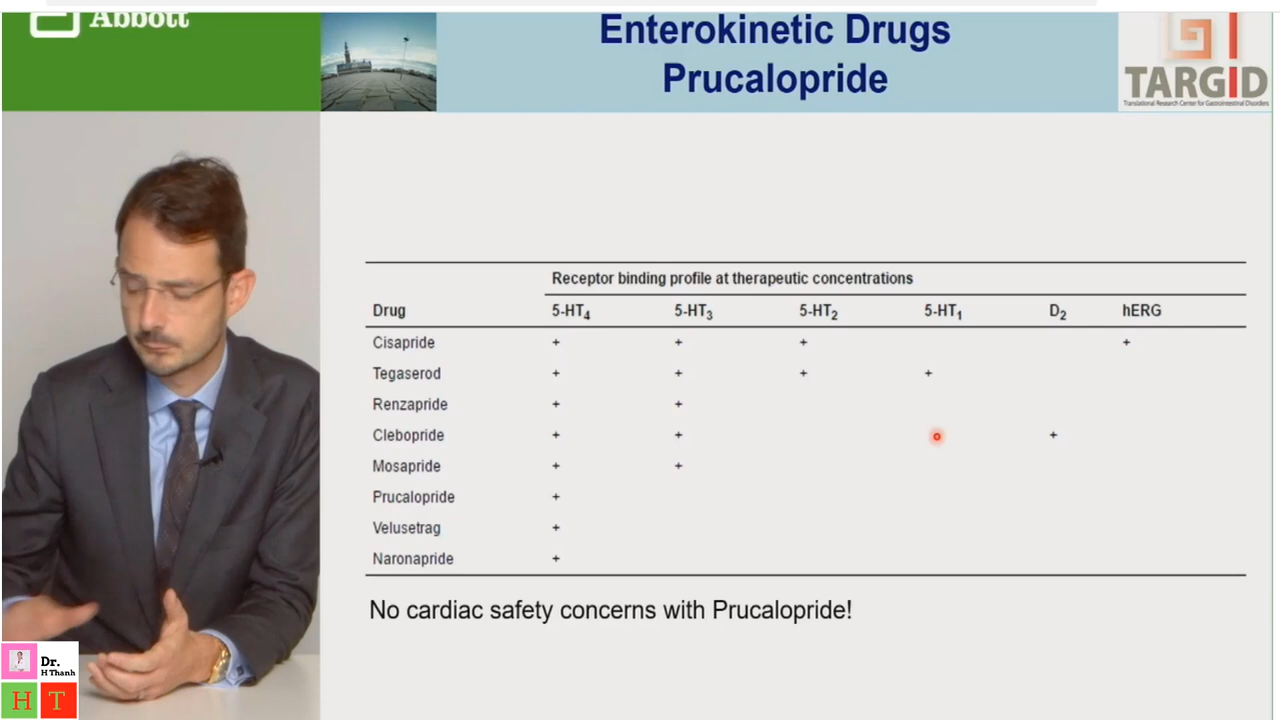 Abbott
Enterokinetic Drugs
Prucalopride
TARGID
Translational Research Center for Gastrointestinal Disorders
Receptor binding profile at therapeutic concentrations
Drug 5-HT4 5-HT3 5-HT2 5-HT1 D2 hERG
Cisapride + + + +
Tegaserod + + + +
Renzapride + +
Clebopride + + +
Mosapride + +
Prucalopride +
Velusetrag +
Naronapride +
No cardiac safety concerns with Prucalopride!
Dr.
H Thanh
H T